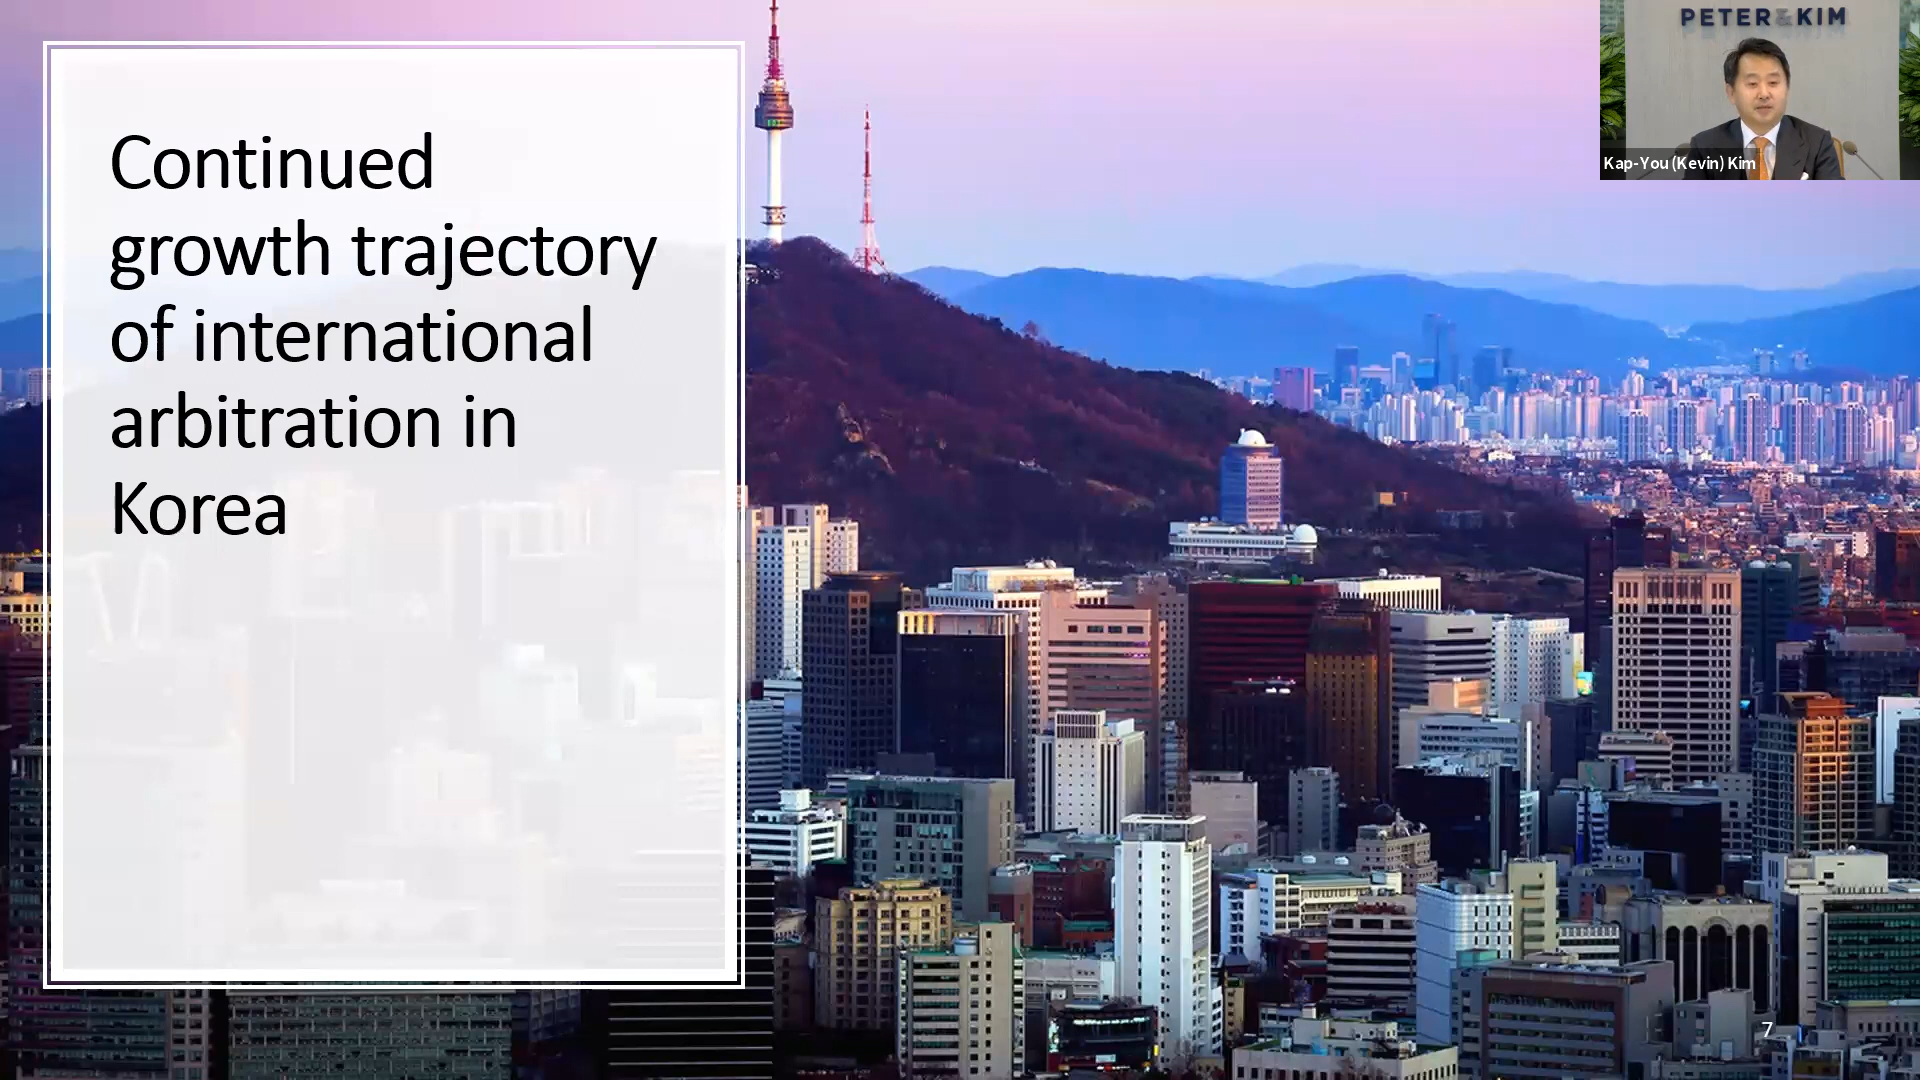 PETER&KIM
Kap-You (Kevin) Kim
Continued
growth trajectory
of international
arbitration in
Korea
7